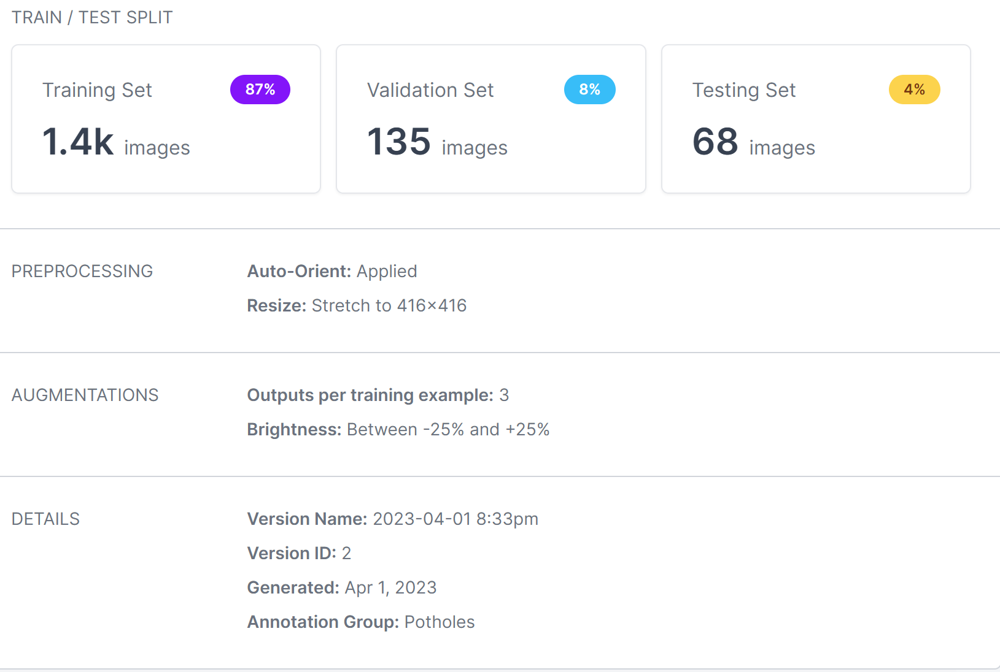 TRAIN / TEST SPLIT
Training Set 87%
1.4k images
Validation Set 8%
135 images
Testing Set 4%
68 images
PREPROCESSING
Auto-Orient: Applied
Resize: Stretch to 416×416
AUGMENTATIONS
Outputs per training example: 3
Brightness: Between -25% and +25%
DETAILS
Version Name: 2023-04-01 8:33pm
Version ID: 2
Generated: Apr 1, 2023
Annotation Group: Potholes